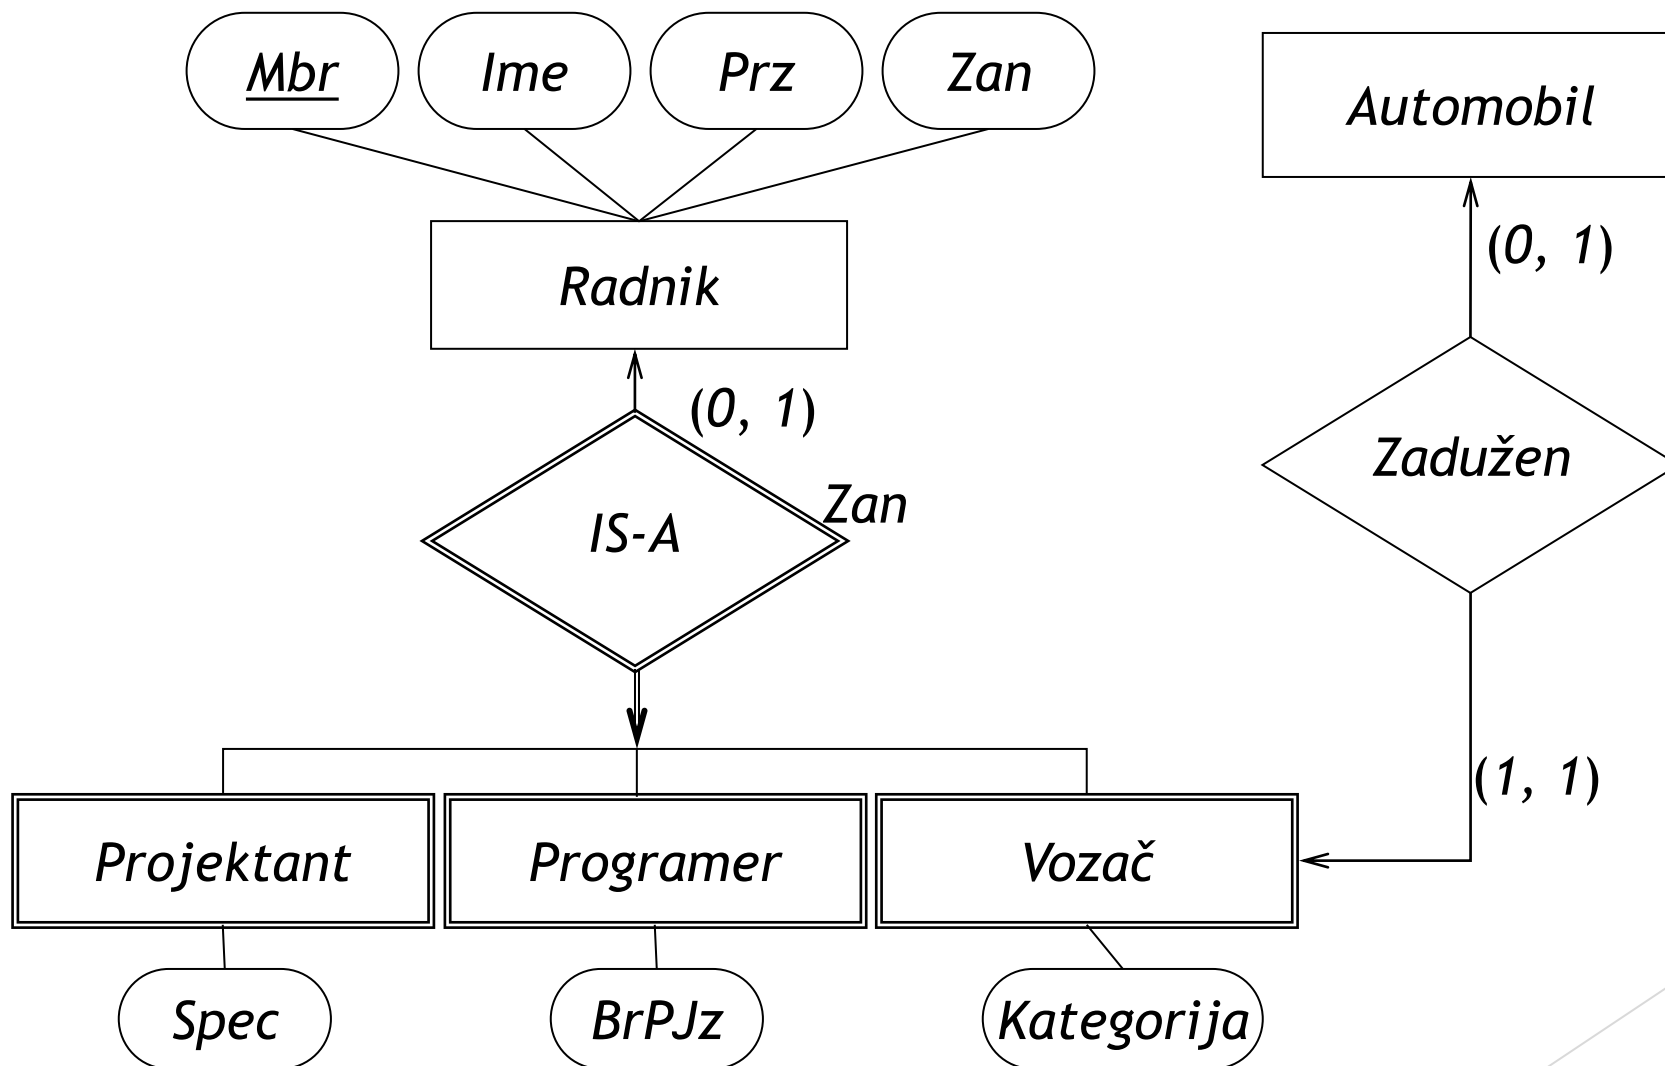 Mbr
Ime
Prz
Zan
Automobil
(0, 1)
Radnik
(0, 1)
Zadužen
Zan
IS-A
(1, 1)
Projektant
Programer
Vozač
Spec
BrPJz
Kategorija